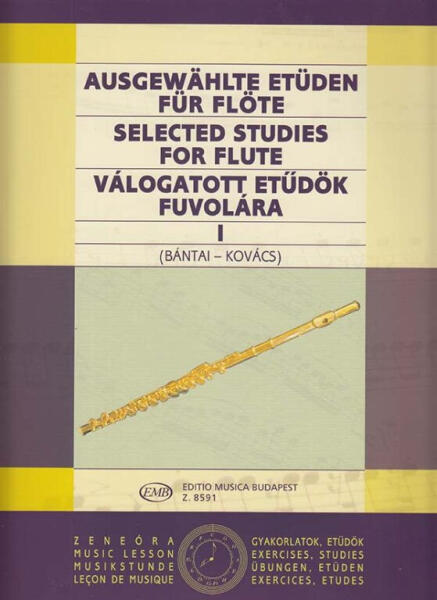 AUSGEWÄHLTE ETÜDEN
FÜR FLÖTE
SELECTED STUDIES
FOR FLUTE
VÁLOGATOTT ETŰDÖK
FUVOLÁRA
I
(BÁNTAI – KOVÁCS)
EMB
EDITIO MUSICA BUDAPEST
Z. 8591
ZENEÓRA
MUSIC LESSON
MUSIKSTUNDE
LEÇON DE MUSIQUE
GYAKORLATOK, ETŰDÖK
EXERCISES, STUDIES
ÜBUNGEN, ETÜDEN
EXERCICES, ETUDES